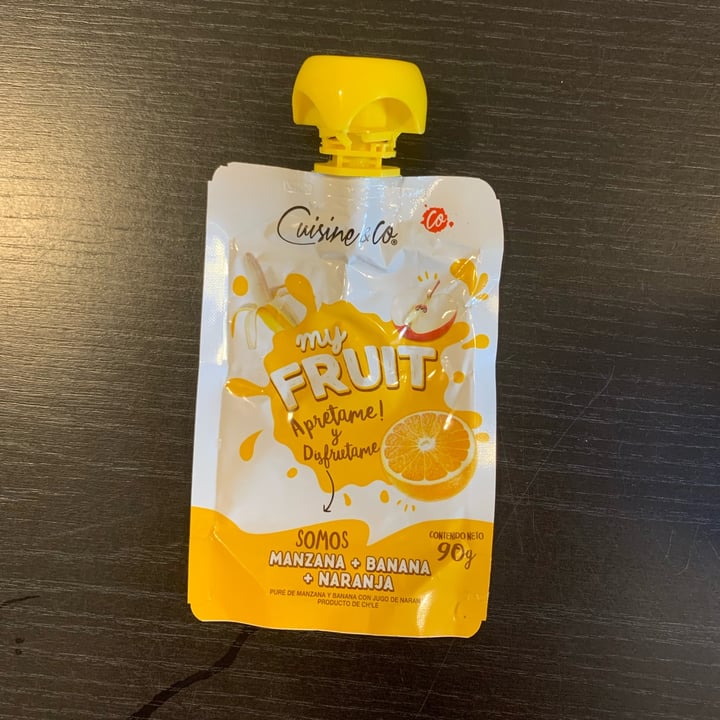 Cuisine & Co®
Co
my
FRUIT
Apretame!
y
Disfrutame
SOMOS
MANZANA + BANANA
+ NARANJA
CONTENIDO NETO
90g
PURÉ DE MANZANA Y BANANA CON JUGO DE NARAN
PRODUCTO DE CHILE